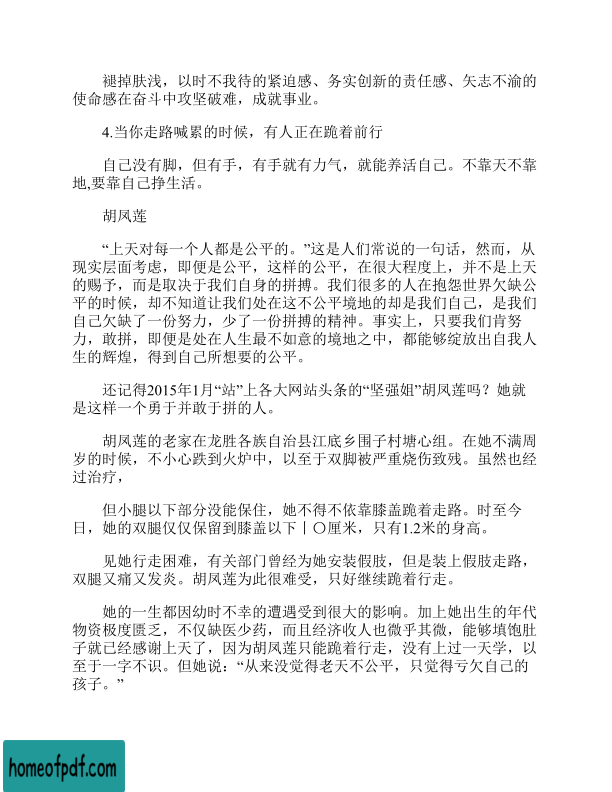 褪掉肤浅，以时不我待的紧迫感、务实创新的责任感、矢志不渝的
使命感在奋斗中攻坚破难，成就事业。
4.当你走路喊累的时候，有人正在跪着前行
自己没有脚，但有手，有手就有力气，就能养活自己。不靠天不靠
地,要靠自己挣生活。
胡凤莲
“上天对每一个人都是公平的。”这是人们常说的一句话，然而，从
现实层面考虑，即便是公平，这样的公平，在很大程度上，并不是上天
的赐予，而是取决于我们自身的拼搏。我们很多的人在抱怨世界欠缺公
平的时候，却不知道让我们处在这不公平境地的却是我们自己，是我们
自己欠缺了一份努力，少了一份拼搏的精神。事实上，只要我们肯努
力，敢拼，即便是处在人生最不如意的境地之中，都能够绽放出自我人
生的辉煌，得到自己所想要的公平。
还记得2015年1月“站”上各大网站头条的“坚强姐”胡凤莲吗？她就
是这样一个勇于并敢于拼的人。
胡凤莲的老家在龙胜各族自治县江底乡围子村塘心组。在她不满周
岁的时候，不小心跌到火炉中，以至于双脚被严重烧伤致残。虽然也经
过治疗，
但小腿以下部分没能保住，她不得不依靠膝盖跪着走路。时至今
日，她的双腿仅仅保留到膝盖以下丨〇厘米，只有1.2米的身高。
见她行走困难，有关部门曾经为她安装假肢，但是装上假肢走路，
双腿又痛又发炎。胡凤莲为此很难受，只好继续跪着行走。
她的一生都因幼时不幸的遭遇受到很大的影响。加上她出生的年代
物资极度匮乏，不仅缺医少药，而且经济收人也微乎其微，能够填饱肚
子就已经感谢上天了，因为胡凤莲只能跪着行走，没有上过一天学，以
至于一字不识。但她说：“从来没觉得老天不公平，只觉得亏欠自己的
孩子。”
homeofpdf.com